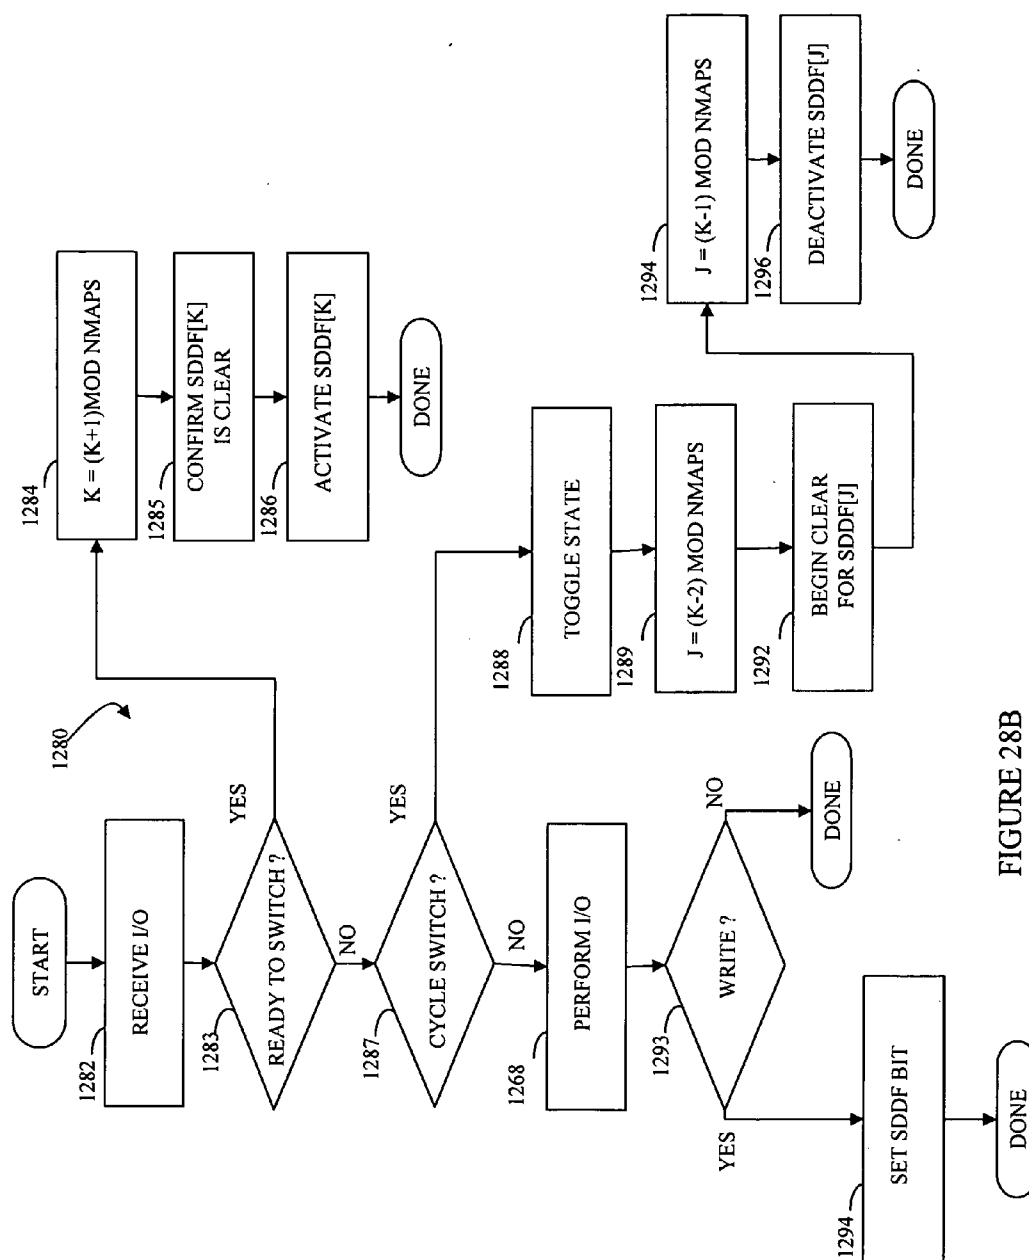 1280
START
1282
RECEIVE I/O
1283
READY TO SWITCH ?
YES
NO
1284
K = (K+1)MOD NMAPS
1285
CONFIRM SDDF[K]
IS CLEAR
1286
ACTIVATE SDDF[K]
DONE
1287
CYCLE SWITCH ?
YES
NO
1288
TOGGLE STATE
1289
J = (K-2) MOD NMAPS
1292
BEGIN CLEAR
FOR SDDF[J]
1294
J = (K-1) MOD NMAPS
1296
DEACTIVATE SDDF[J]
DONE
1268
PERFORM I/O
1293
WRITE ?
NO
DONE
YES
1294
SET SDDF BIT
DONE
FIGURE 28B